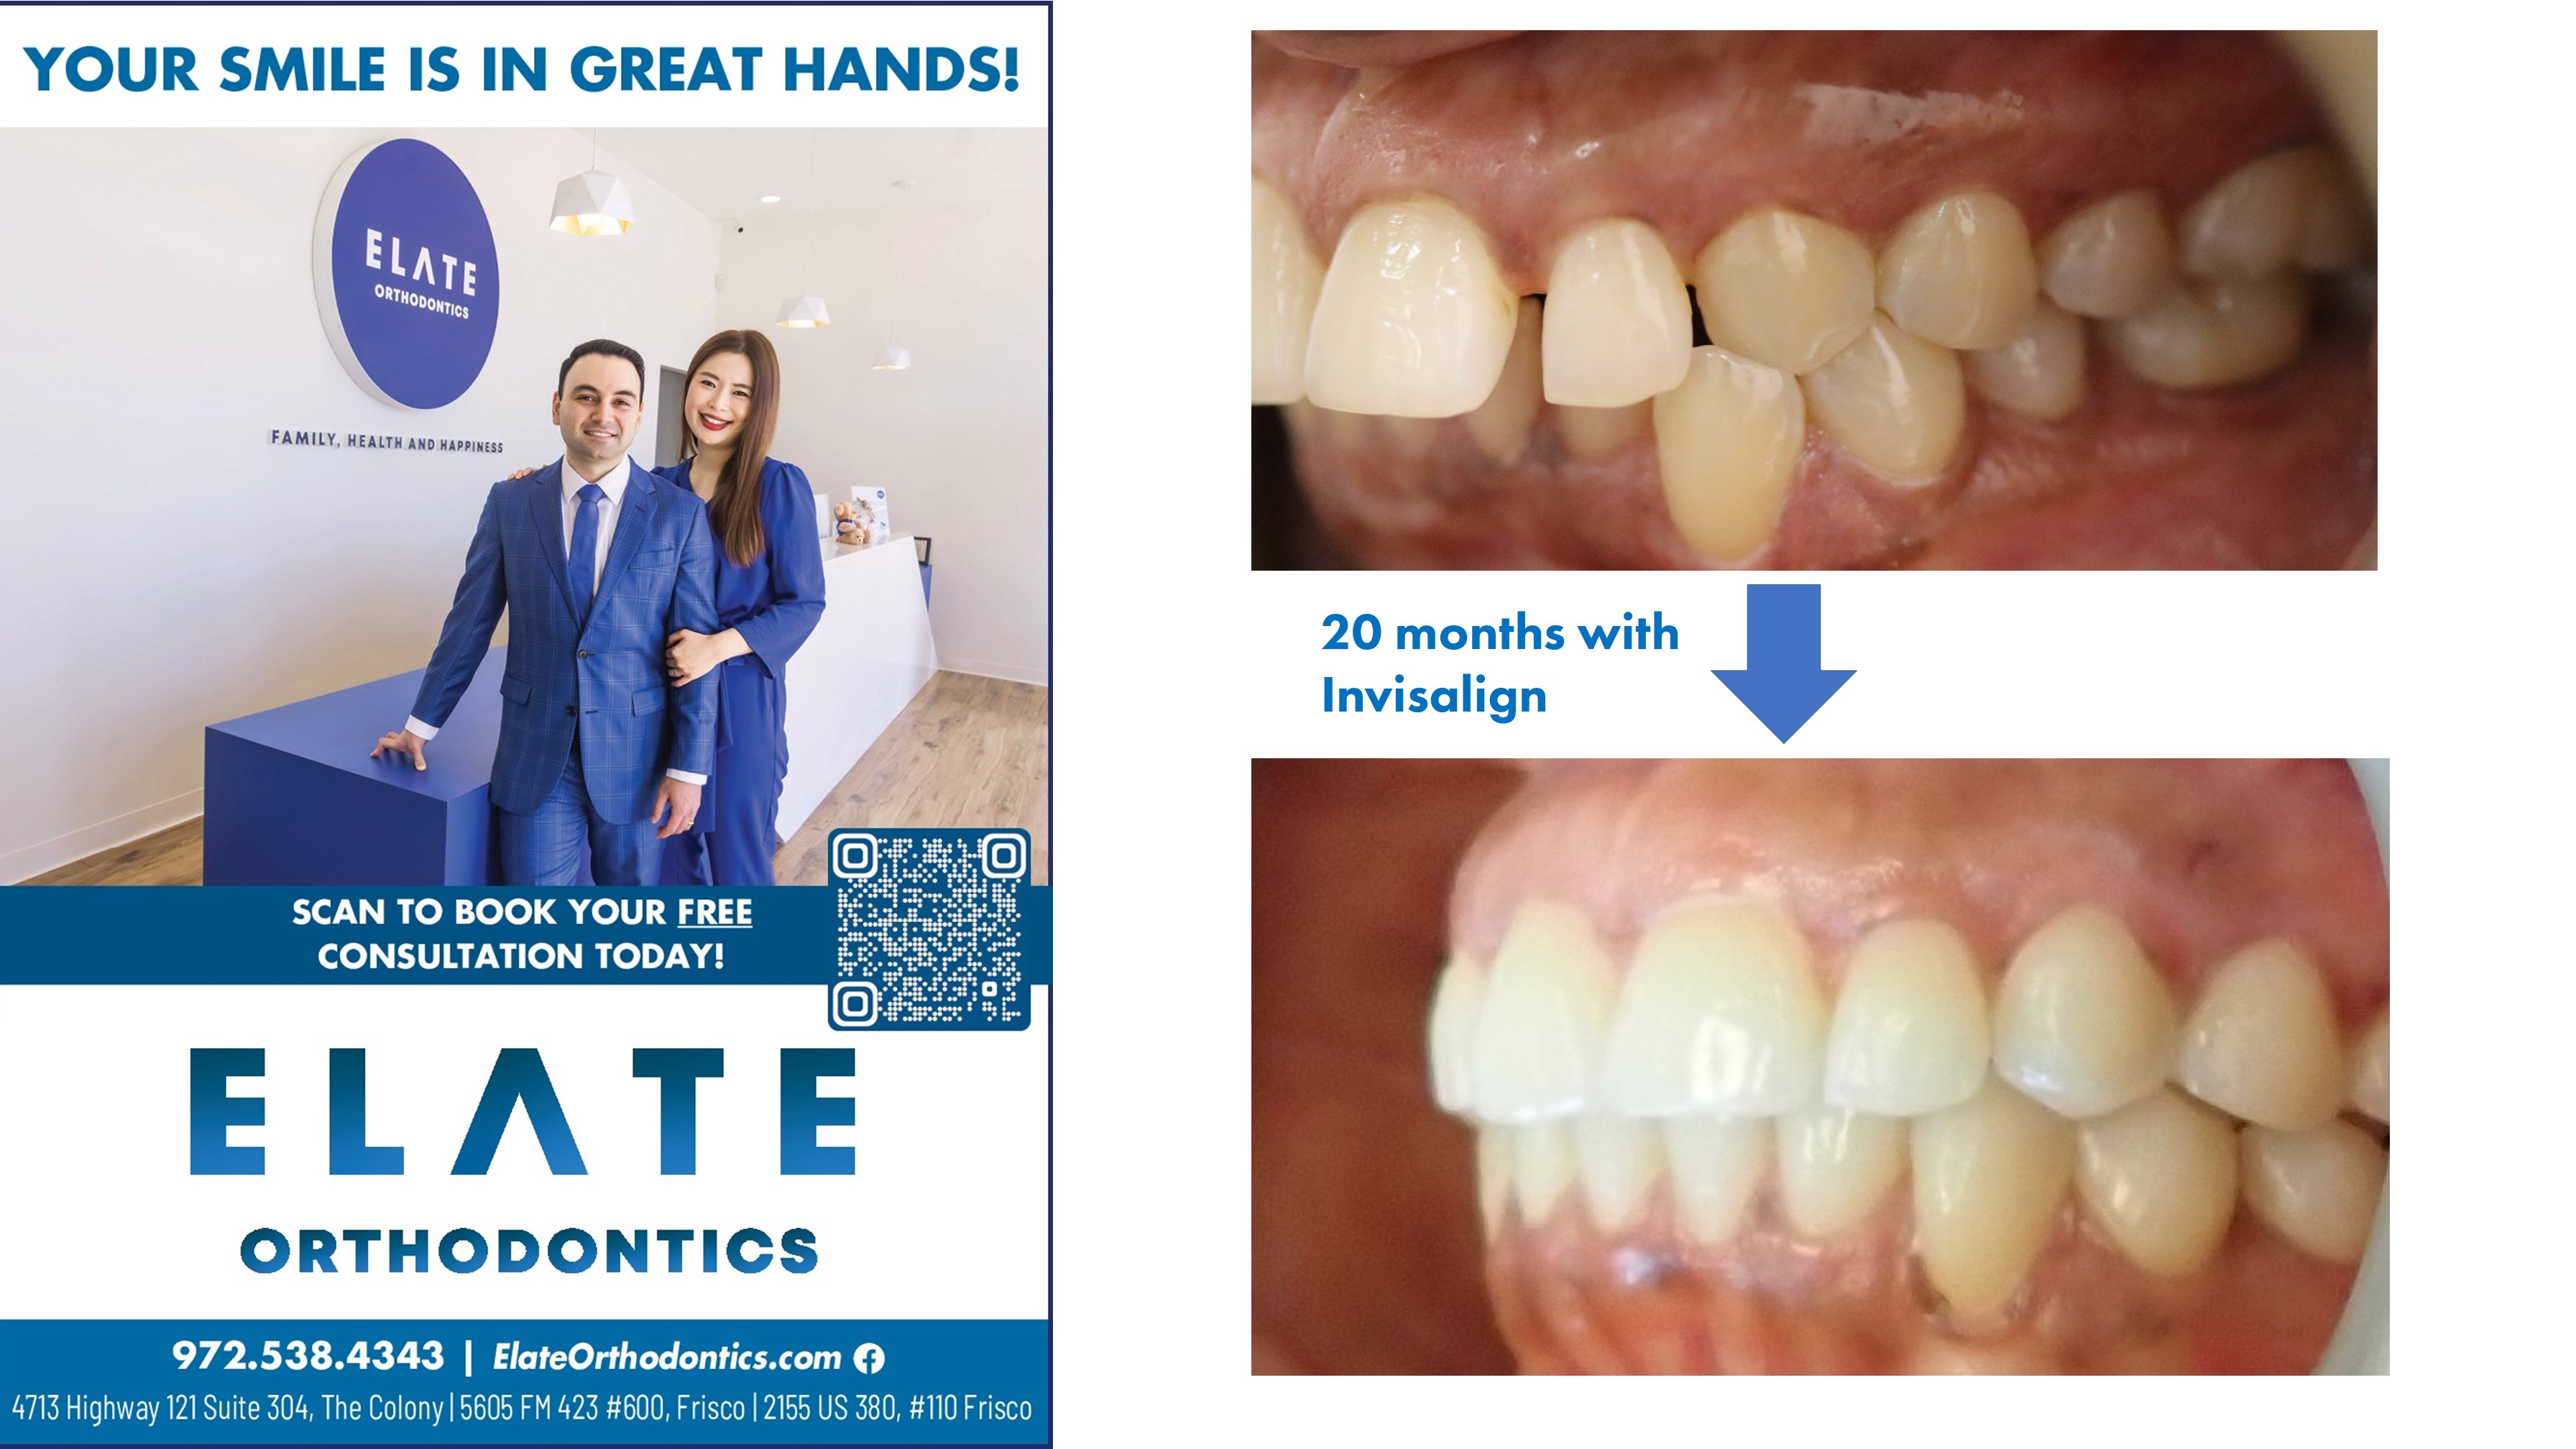 YOUR SMILE IS IN GREAT HANDS!
ELATE
ORTHODONTICS
FAMILY, HEALTH AND HAPPINESS
SCAN TO BOOK YOUR FREE
CONSULTATION TODAY!
ELATE
ORTHODONTICS
972.538.4343 | ElateOrthodontics.com
4713 Highway 121 Suite 304, The Colony | 5605 FM 423 #600, Frisco | 2155 US 380, #110 Frisco
20 months with
Invisalign